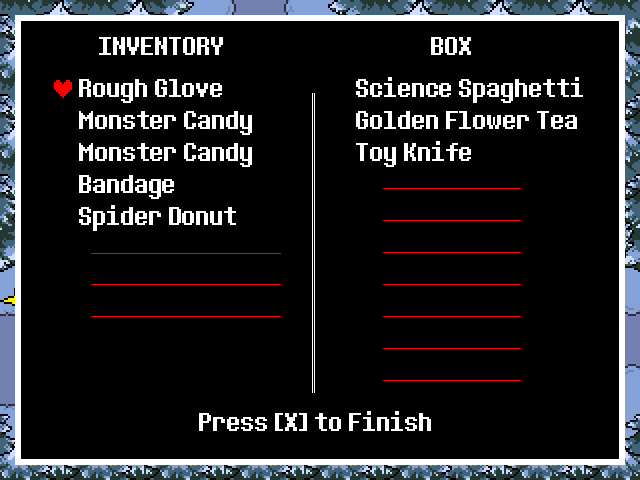 INVENTORY
Rough Glove
Monster Candy
Monster Candy
Bandage
Spider Donut
BOX
Science Spaghetti
Golden Flower Tea
Toy Knife
Press [X] to Finish